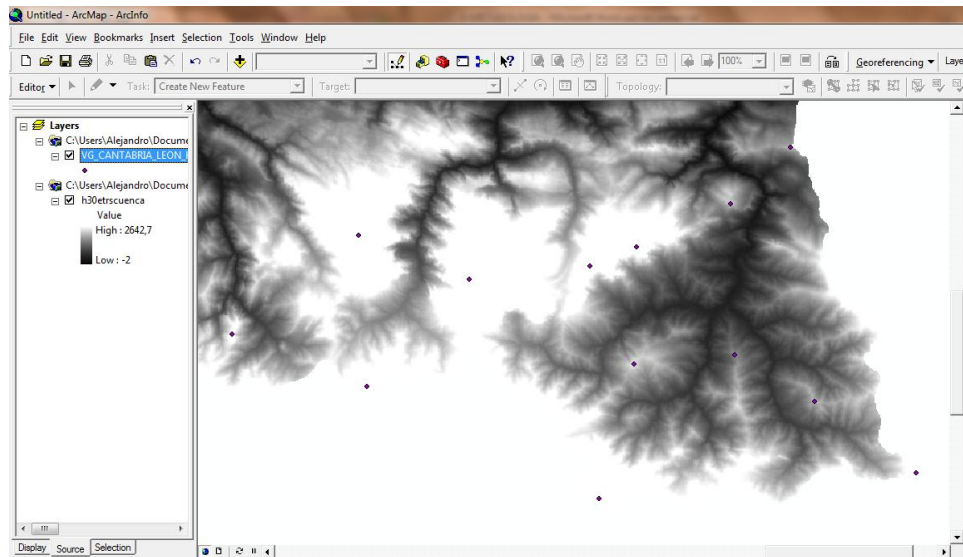 Untitled - ArcMap - ArcInfo
File Edit View Bookmarks Insert Selection Tools Window Help
100% Georeferencing Laye
Editor Task: Create New Feature Target: Topology:
Layers
C:\Users\Alejandro\Docume
VG_CANTABRIA_LEON_
C:\Users\Alejandro\Docume
h30etrscuenca
Value
High : 2642,7
Low : -2
Display Source Selection